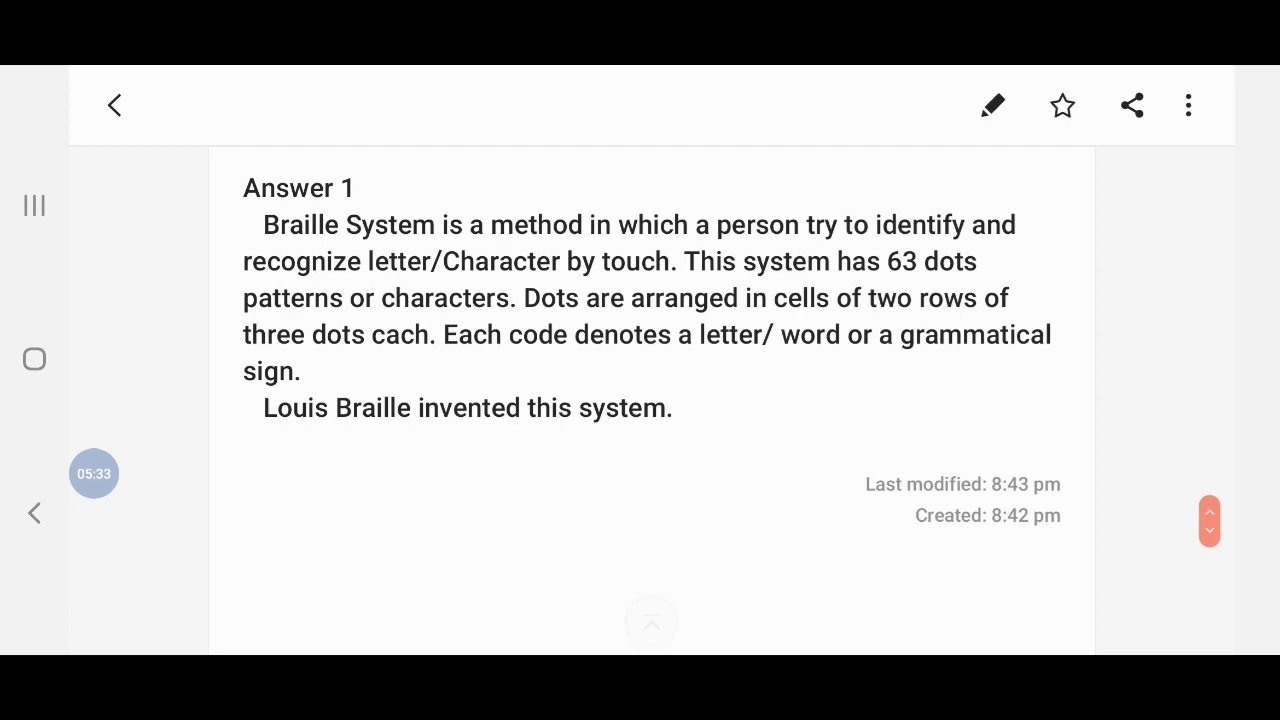 Answer 1
Braille System is a method in which a person try to identify and
recognize letter/Character by touch. This system has 63 dots
patterns or characters. Dots are arranged in cells of two rows of
three dots cach. Each code denotes a letter/ word or a grammatical
sign.
Louis Braille invented this system.
05:33
Last modified: 8:43 pm
Created: 8:42 pm